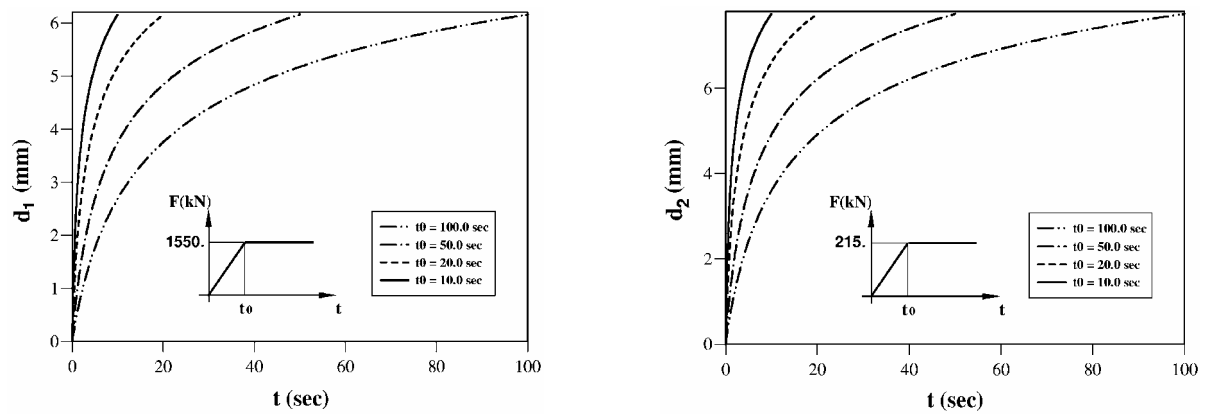 6
5
4
3
2
1
0
d1 (mm)
F(kN)
1550.
to
t
t0 = 100.0 sec
t0 = 50.0 sec
t0 = 20.0 sec
t0 = 10.0 sec
0 20 40 60 80 100
t (sec)
6
4
2
0
d2 (mm)
F(kN)
215.
to
t
t0 = 100.0 sec
t0 = 50.0 sec
t0 = 20.0 sec
t0 = 10.0 sec
0 20 40 60 80 100
t (sec)